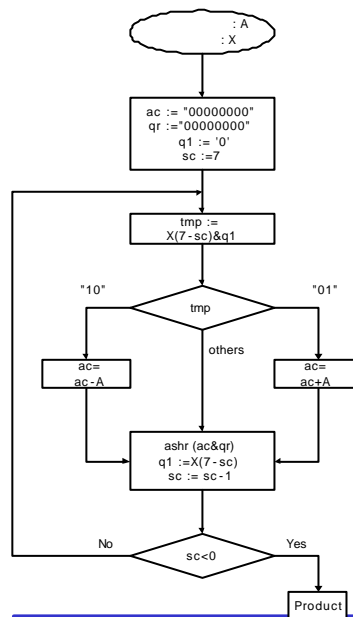 : A
: X
ac := "00000000"
qr :="00000000"
q1 := '0'
sc :=7
tmp :=
X(7-sc)&q1
"10"
"01"
tmp
others
ac=
ac-A
ac=
ac+A
ashr (ac&qr)
q1 :=X(7-sc)
sc := sc-1
No
Yes
sc<0
Product